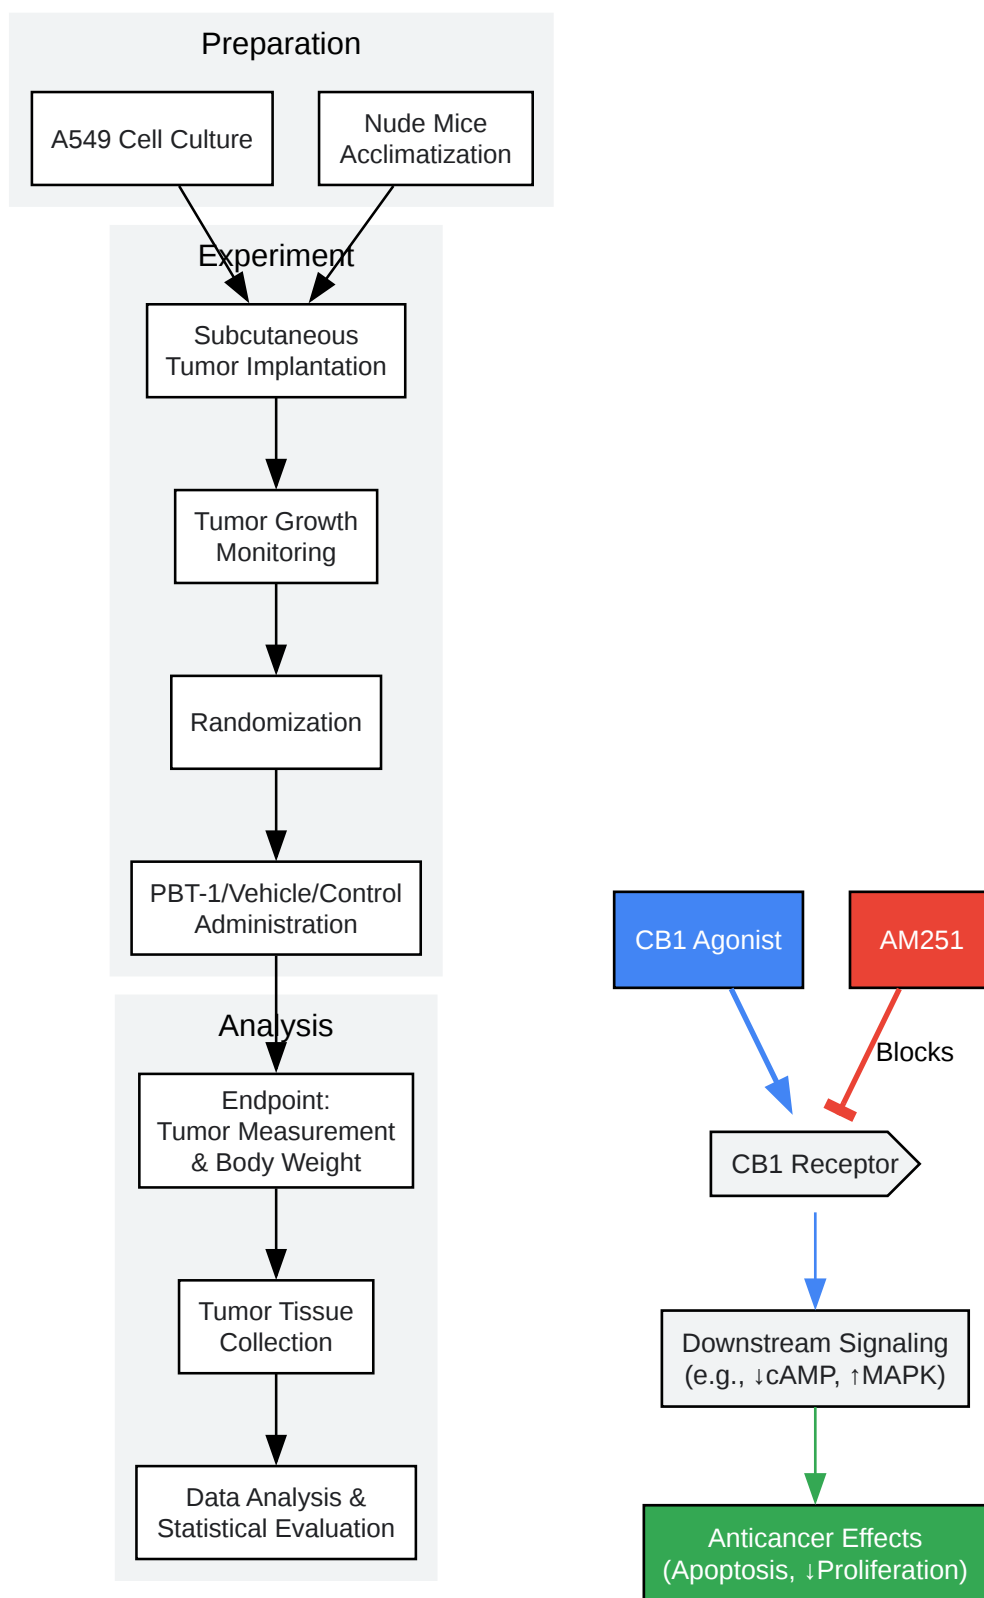 Preparation
A549 Cell Culture
Nude Mice
Acclimatization
Experiment
Subcutaneous
Tumor Implantation
Tumor Growth
Monitoring
Randomization
PBT-1/Vehicle/Control
Administration
Analysis
Endpoint:
Tumor Measurement
& Body Weight
Tumor Tissue
Collection
Data Analysis &
Statistical Evaluation
CB1 Agonist
AM251
Blocks
CB1 Receptor
Downstream Signaling
(e.g., ↓cAMP, ↑MAPK)
Anticancer Effects
(Apoptosis, ↓Proliferation)